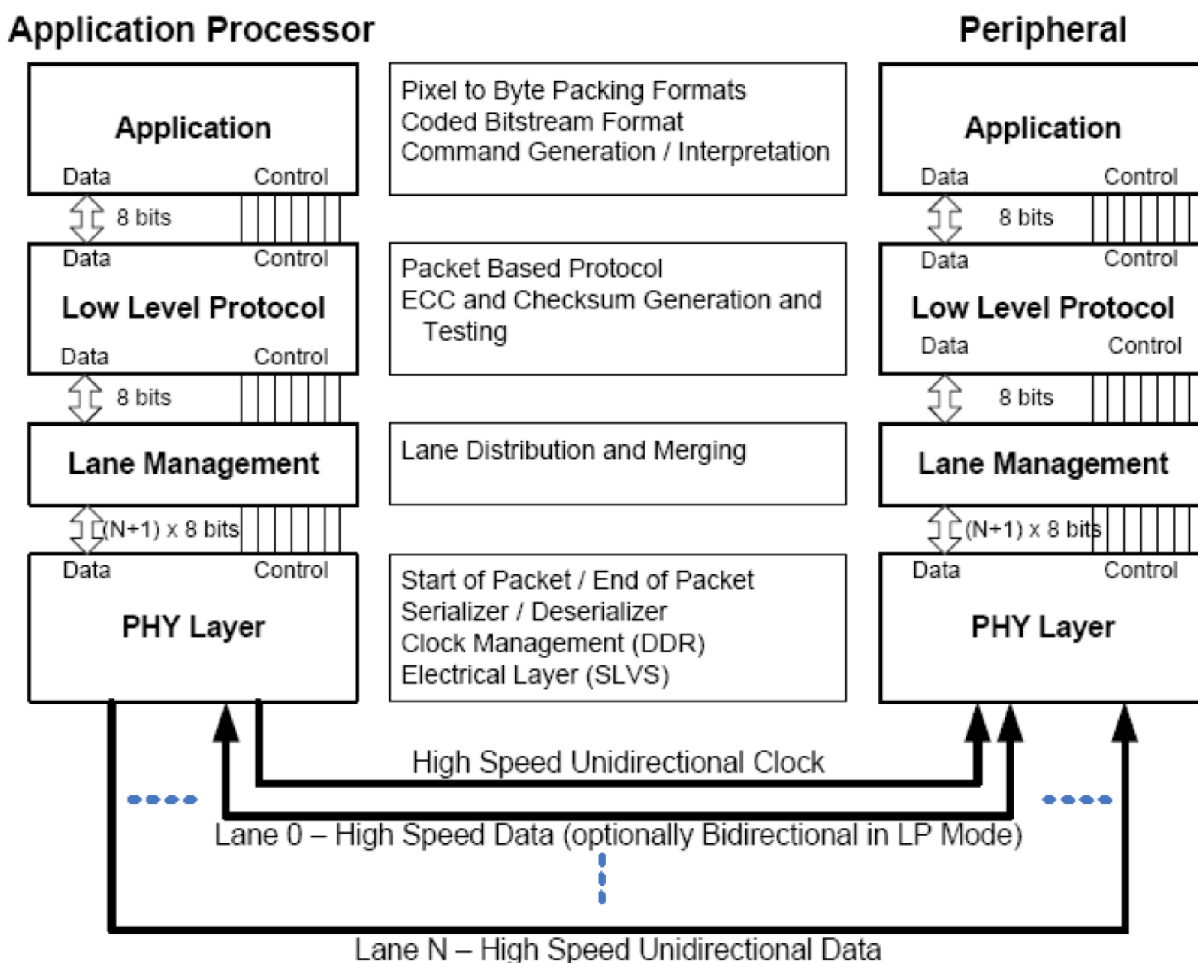 Application Processor
Peripheral
Application
Data Control
8 bits
Data Control
Low Level Protocol
Data Control
8 bits
Lane Management
(N+1) x 8 bits
Data Control
PHY Layer
Pixel to Byte Packing Formats
Coded Bitstream Format
Command Generation / Interpretation
Packet Based Protocol
ECC and Checksum Generation and
Testing
Lane Distribution and Merging
Start of Packet / End of Packet
Serializer / Deserializer
Clock Management (DDR)
Electrical Layer (SLVS)
Application
Data Control
8 bits
Data Control
Low Level Protocol
Data Control
8 bits
Lane Management
(N+1) x 8 bits
Data Control
PHY Layer
High Speed Unidirectional Clock
Lane 0 – High Speed Data (optionally Bidirectional in LP Mode)
Lane N – High Speed Unidirectional Data